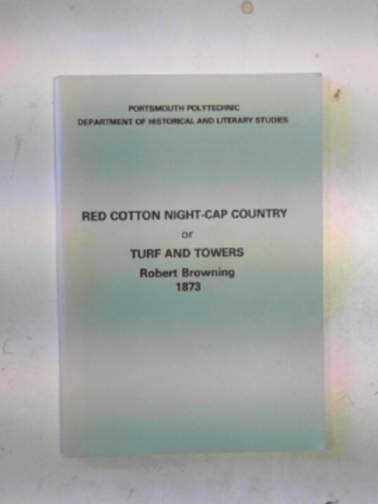 PORTSMOUTH POLYTECHNIC
DEPARTMENT OF HISTORICAL AND LITERARY STUDIES
RED COTTON NIGHT-CAP COUNTRY
or
TURF AND TOWERS
Robert Browning
1873